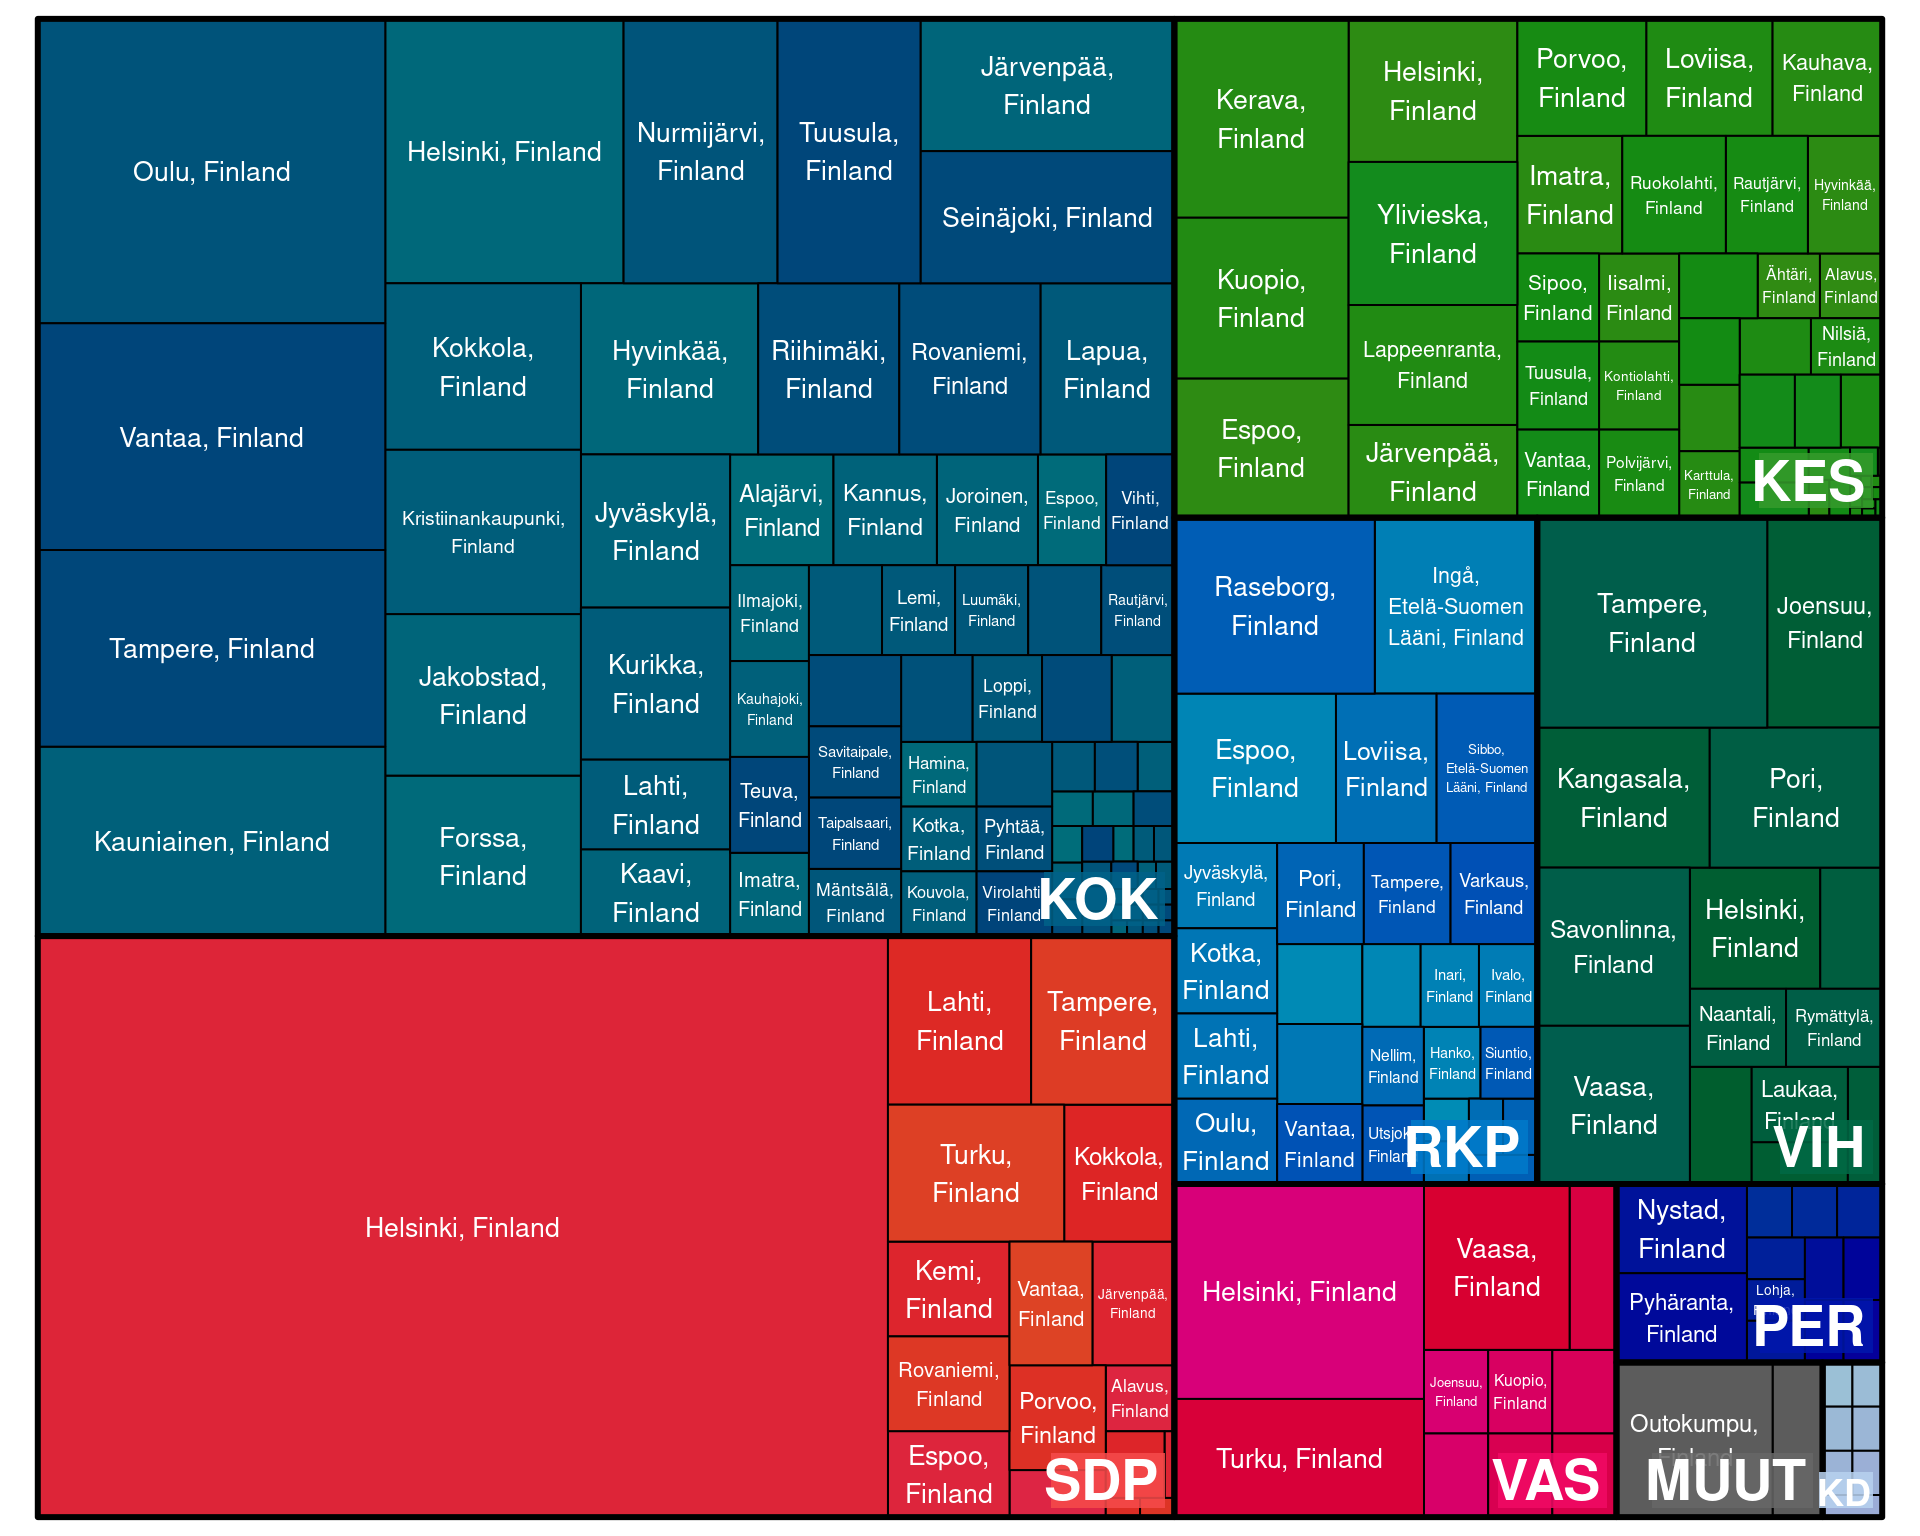 Oulu, Finland
Vantaa, Finland
Tampere, Finland
Kauniainen, Finland
Helsinki, Finland
Nurmijärvi,
Finland
Tuusula,
Finland
Järvenpää,
Finland
Seinäjoki, Finland
Kokkola,
Finland
Kristiinankaupunki,
Finland
Jakobstad,
Finland
Forssa,
Finland
Hyvinkää,
Finland
Riihimäki,
Finland
Rovaniemi,
Finland
Lapua,
Finland
Jyväskylä,
Finland
Kurikka,
Finland
Lahti,
Finland
Kaavi,
Finland
Alajärvi,
Finland
Kannus,
Finland
Joroinen,
Finland
Espoo,
Finland
Vihti,
Finland
Ilmajoki,
Finland
Kauhajoki,
Finland
Teuva,
Finland
Imatra,
Finland
Lemi,
Finland
Luumäki,
Finland
Rautjärvi,
Finland
Loppi,
Finland
Savitaipale,
Finland
Taipalsaari,
Finland
Mäntsälä,
Finland
Hamina,
Finland
Kotka,
Finland
Pyhtää,
Finland
Kouvola,
Finland
Virolahti
Finland
KOK
Helsinki, Finland
Lahti,
Finland
Tampere,
Finland
Turku,
Finland
Kokkola,
Finland
Kemi,
Finland
Rovaniemi,
Finland
Espoo,
Finland
Vantaa,
Finland
Järvenpää,
Finland
Porvoo,
Finland
Alavus,
Finland
SDP
Kerava,
Finland
Kuopio,
Finland
Espoo,
Finland
Helsinki,
Finland
Ylivieska,
Finland
Lappeenranta,
Finland
Järvenpää,
Finland
Porvoo,
Finland
Loviisa,
Finland
Kauhava,
Finland
Imatra,
Finland
Ruokolahti,
Finland
Rautjärvi,
Finland
Hyvinkää,
Finland
Sipoo,
Finland
Iisalmi,
Finland
Tuusula,
Finland
Kontiolahti,
Finland
Vantaa,
Finland
Polvijärvi,
Finland
Ähtäri,
Finland
Alavus,
Finland
Nilsiä,
Finland
Karttula,
Finland
KES
Raseborg,
Finland
Ingå,
Etelä-Suomen
Lääni, Finland
Espoo,
Finland
Loviisa,
Finland
Sibbo,
Etelä-Suomen
Lääni, Finland
Jyväskylä,
Finland
Kotka,
Finland
Lahti,
Finland
Oulu,
Finland
Pori,
Finland
Tampere,
Finland
Varkaus,
Finland
Inari,
Finland
Ivalo,
Finland
Nellim,
Finland
Hanko,
Finland
Siuntio,
Finland
Vantaa,
Finland
Finland
RKP
Tampere,
Finland
Joensuu,
Finland
Kangasala,
Finland
Pori,
Finland
Savonlinna,
Finland
Vaasa,
Finland
Helsinki,
Finland
Naantali,
Finland
Rymättylä,
Finland
Laukaa,
Finland
VIH
Helsinki, Finland
Turku, Finland
Vaasa,
Finland
Joensuu,
Finland
Kuopio,
Finland
VAS
Nystad,
Finland
Pyhäranta,
Finland
Lohja,
PER
Outokumpu,
Finland
MUUT
KD